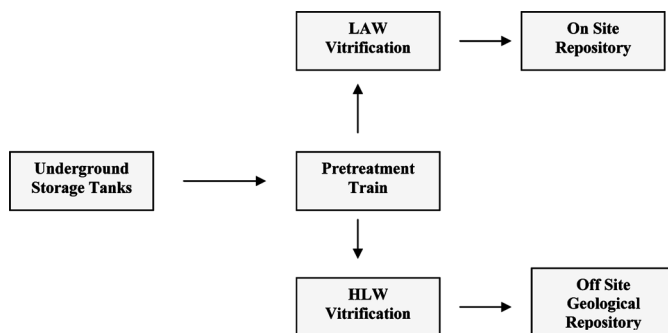 LAW
Vitrification
On Site
Repository
Underground
Storage Tanks
Pretreatment
Train
HLW
Vitrification
Off Site
Geological
Repository